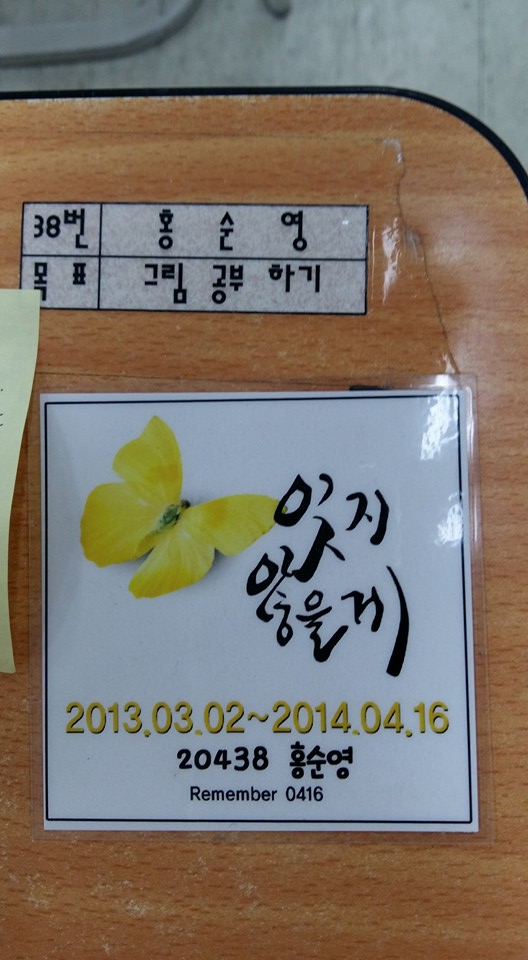 38번 홍 순 영
목 표 그림 공부 하기
잊지
않을게
2013.03.02~2014.04.16
20438 홍순영
Remember 0416